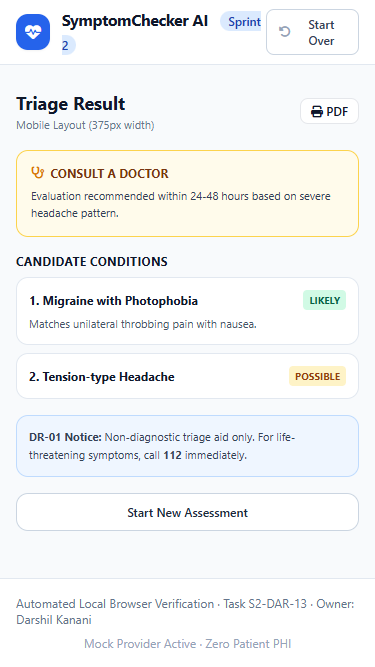 SymptomChecker AI Sprint
2
Start
Over
Triage Result
Mobile Layout (375px width)
PDF
CONSULT A DOCTOR
Evaluation recommended within 24-48 hours based on severe
headache pattern.
CANDIDATE CONDITIONS
1. Migraine with Photophobia
LIKELY
Matches unilateral throbbing pain with nausea.
2. Tension-type Headache
POSSIBLE
DR-01 Notice: Non-diagnostic triage aid only. For life-
threatening symptoms, call 112 immediately.
Start New Assessment
Automated Local Browser Verification · Task S2-DAR-13 · Owner:
Darshil Kanani
Mock Provider Active · Zero Patient PHI